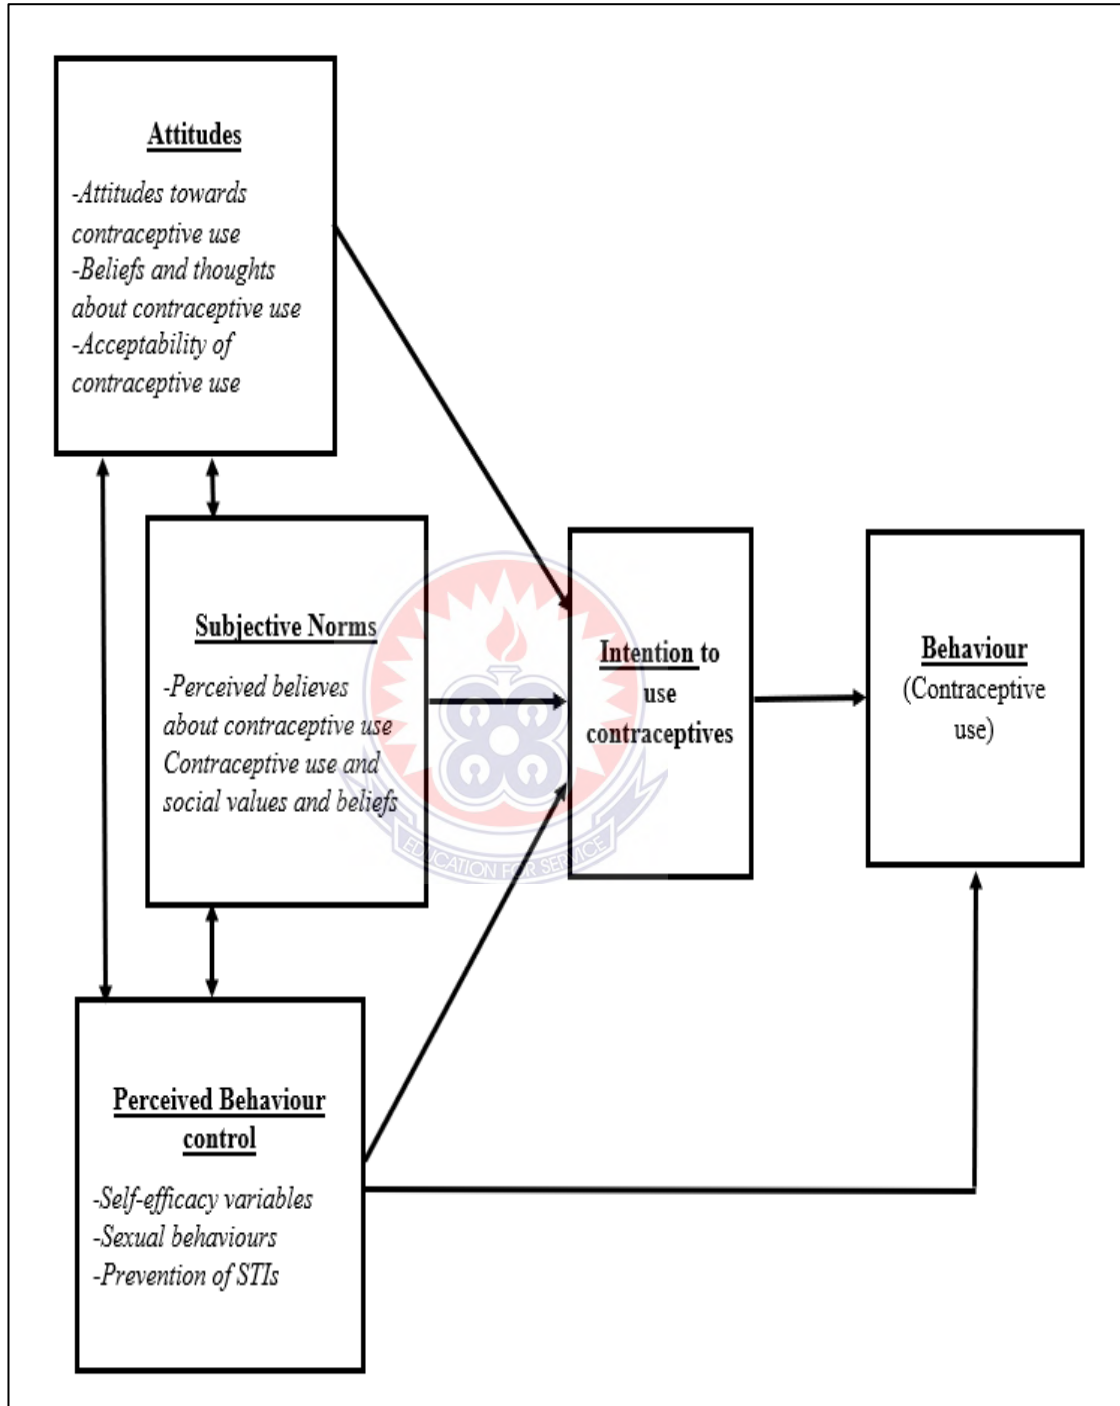 Attitudes
-Attitudes towards
contraceptive use
-Beliefs and thoughts
about contraceptive use
-Acceptability of
contraceptive use
Subjective Norms
-Perceived believes
about contraceptive use
Contraceptive use and
social values and beliefs
Intention to
use
contraceptives
Behaviour
(Contraceptive
use)
EDUCATION FOR SERVICE
Perceived Behaviour
control
-Self-efficacy variables
-Sexual behaviours
-Prevention of STIs